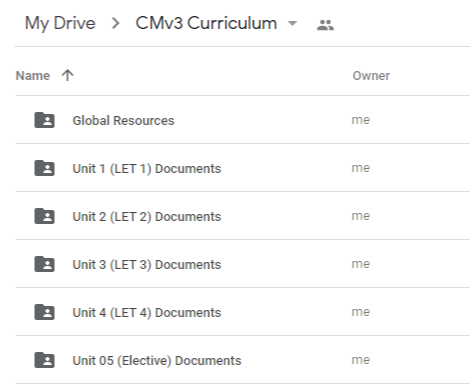 My Drive > CMv3 Curriculum
Name Owner
Global Resources me
Unit 1 (LET 1) Documents me
Unit 2 (LET 2) Documents me
Unit 3 (LET 3) Documents me
Unit 4 (LET 4) Documents me
Unit 05 (Elective) Documents me